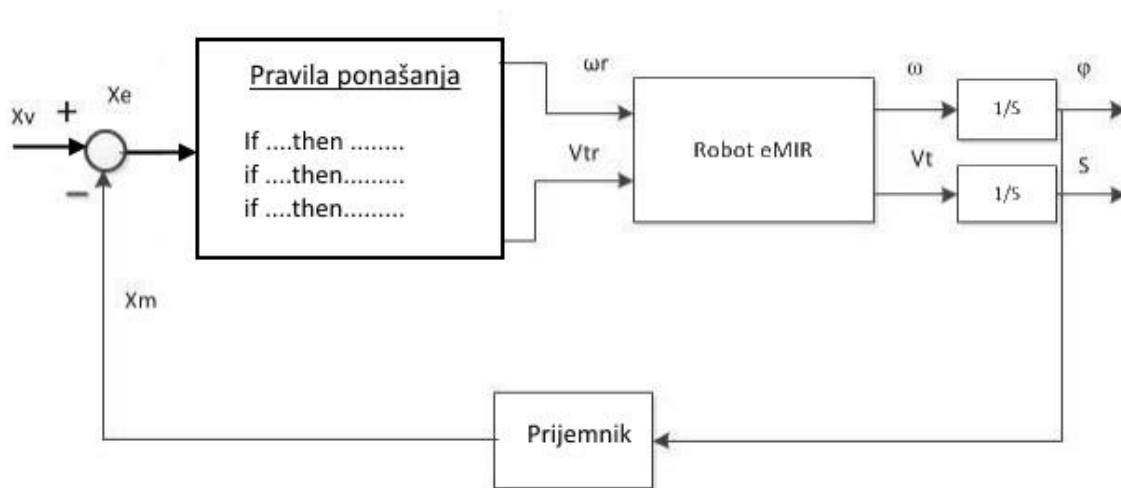 Xv
+
Xe
−
Pravila ponašanja
If ....then ........
if ....then.........
if ....then.........
ωr
Vtr
Robot eMIR
ω
Vt
1/S
1/S
φ
S
Xm
Prijemnik